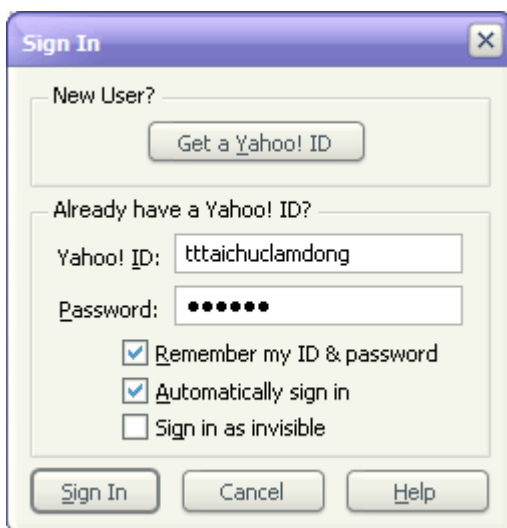 Sign In
New User?
Get a Yahoo! ID
Already have a Yahoo! ID?
Yahoo! ID: tttaichuclamdong
Password: ••••••
Remember my ID & password
Automatically sign in
Sign in as invisible
Sign In Cancel Help